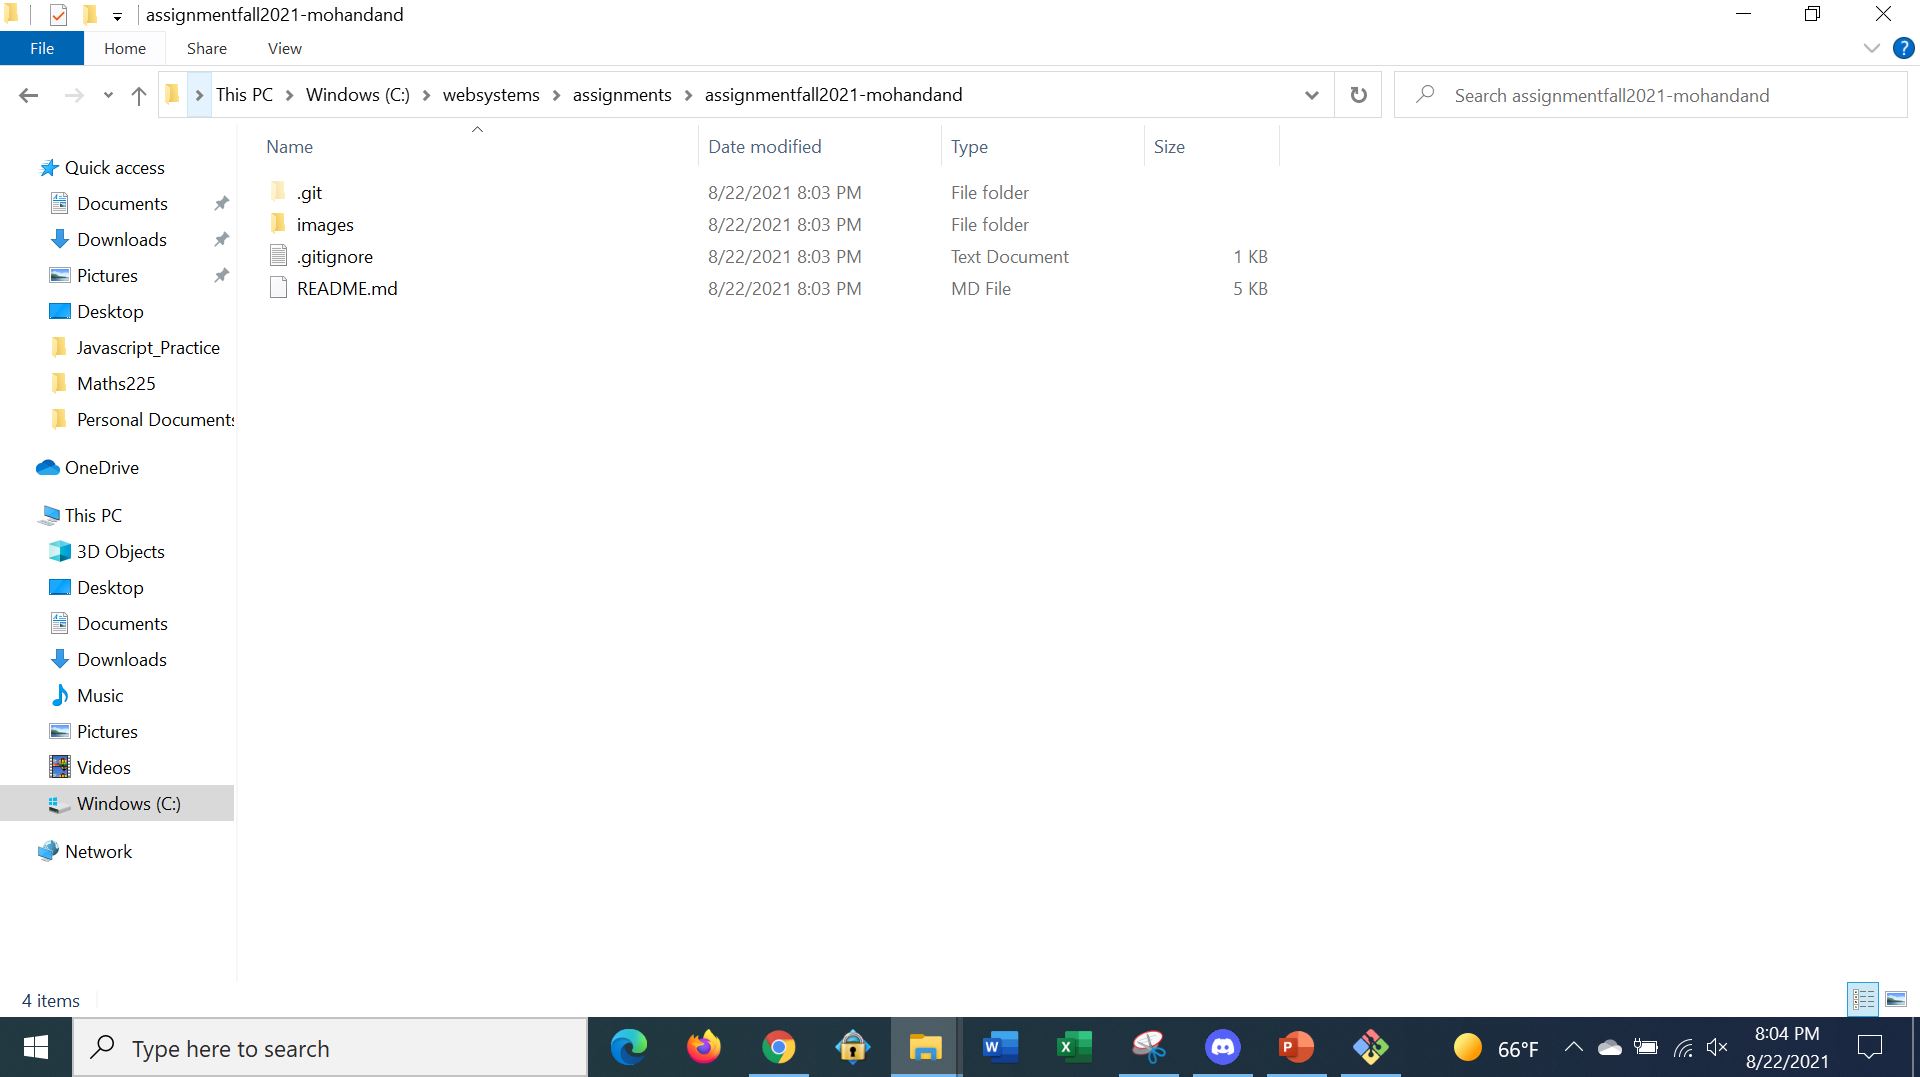 assignmentfall2021-mohandand
File Home Share View
This PC Windows (C:) websystems assignments assignmentfall2021-mohandand
Search assignmentfall2021-mohandand
Name Date modified Type Size
.git 8/22/2021 8:03 PM File folder
images 8/22/2021 8:03 PM File folder
.gitignore 8/22/2021 8:03 PM Text Document 1 KB
README.md 8/22/2021 8:03 PM MD File 5 KB
Quick access
Documents
Downloads
Pictures
Desktop
Javascript_Practice
Maths225
Personal Documents
OneDrive
This PC
3D Objects
Desktop
Documents
Downloads
Music
Pictures
Videos
Windows (C:)
Network
4 items
Type here to search
66°F
8:04 PM
8/22/2021